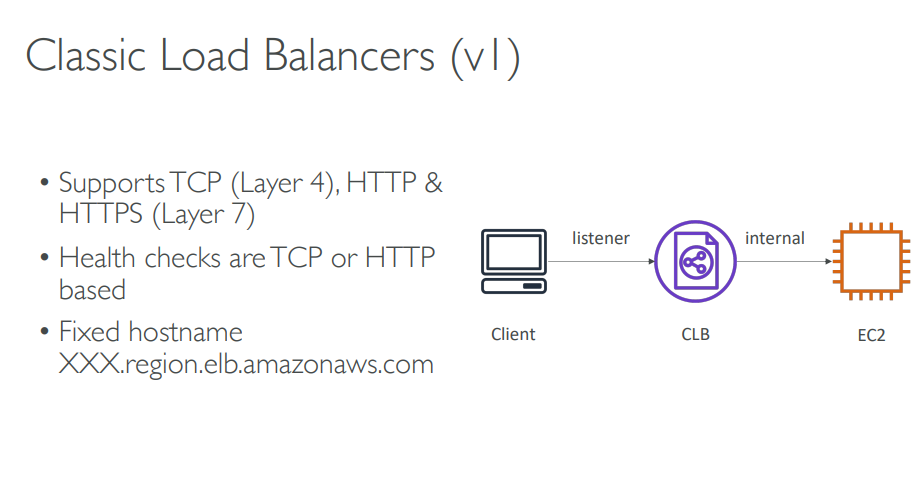 Classic Load Balancers (v1)
• Supports TCP (Layer 4), HTTP &
HTTPS (Layer 7)
• Health checks are TCP or HTTP
based
• Fixed hostname
XXX.region.elb.amazonaws.com
listener
internal
Client
CLB
EC2